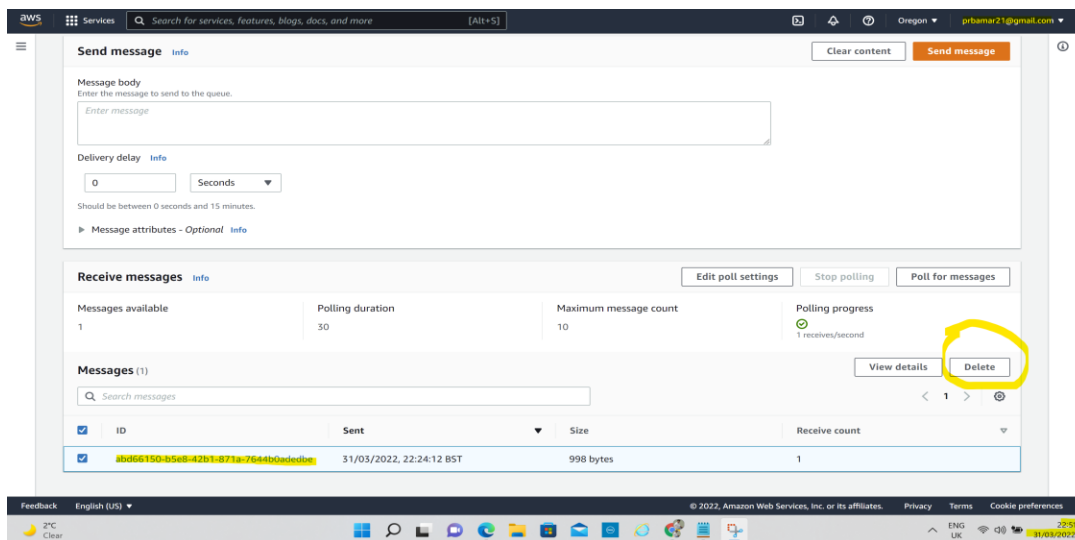 aws Services Search for services, features, blogs, docs, and more [Alt+S] Oregon ▼ prbamar21@gmail.com ▼
Send message Info Clear content Send message
Message body
Enter the message to send to the queue.
Enter message
Delivery delay Info
0 Seconds ▼
Should be between 0 seconds and 15 minutes.
▶ Message attributes - Optional Info
Receive messages Info Edit poll settings Stop polling Poll for messages
Messages available Polling duration Maximum message count Polling progress
1 30 10
1 receives/second
Messages (1) View details Delete
Search messages < 1 >
ID Sent ▼ Size Receive count
abd66150-b5e8-42b1-871a-7644b0adedbe 31/03/2022, 22:24:12 BST 998 bytes 1
Feedback English (US) ▼ © 2022, Amazon Web Services, Inc. or its affiliates. Privacy Terms Cookie preferences
2°C ENG
Clear UK 31/03/2022